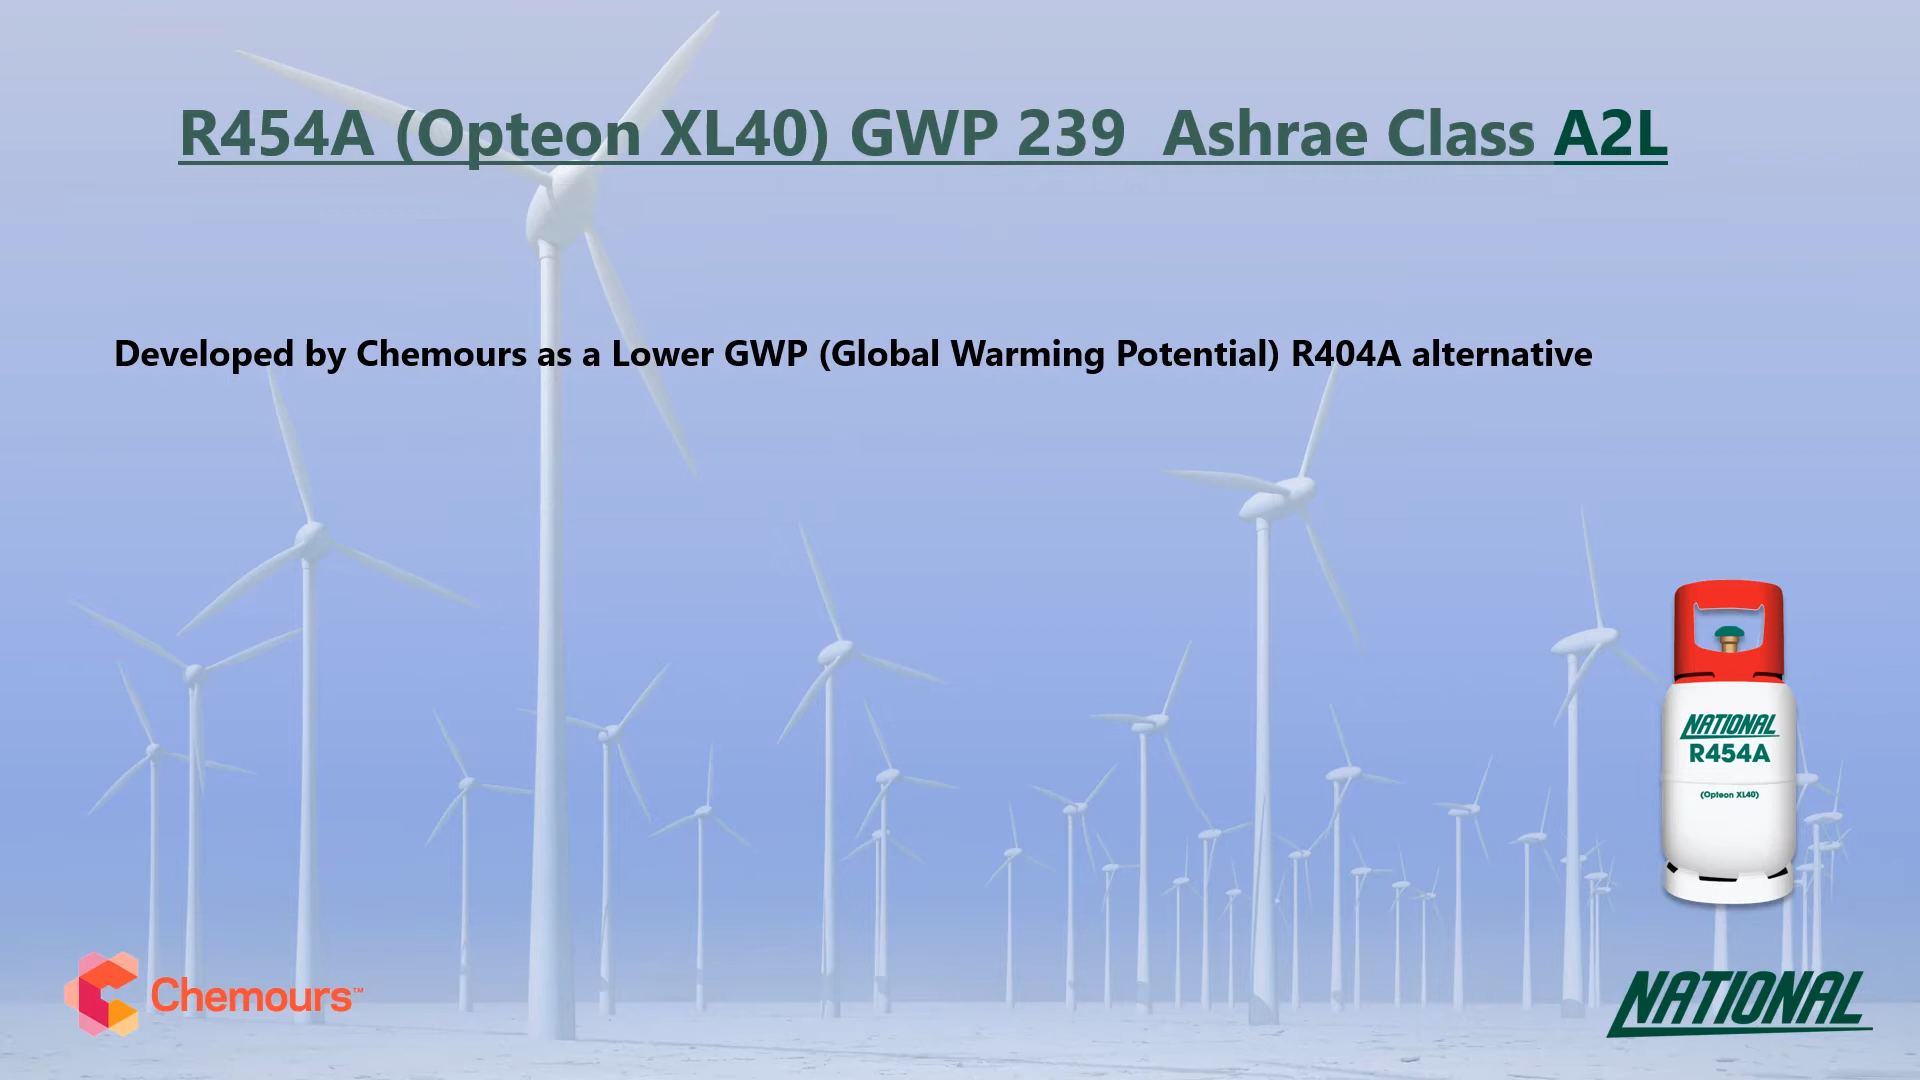 R454A (Opteon XL40) GWP 239  Ashrae Class A2L
Developed by Chemours as a Lower GWP (Global Warming Potential) R404A alternative
NATIONAL
R454A
(Opteon XL40)
Chemours™
NATIONAL